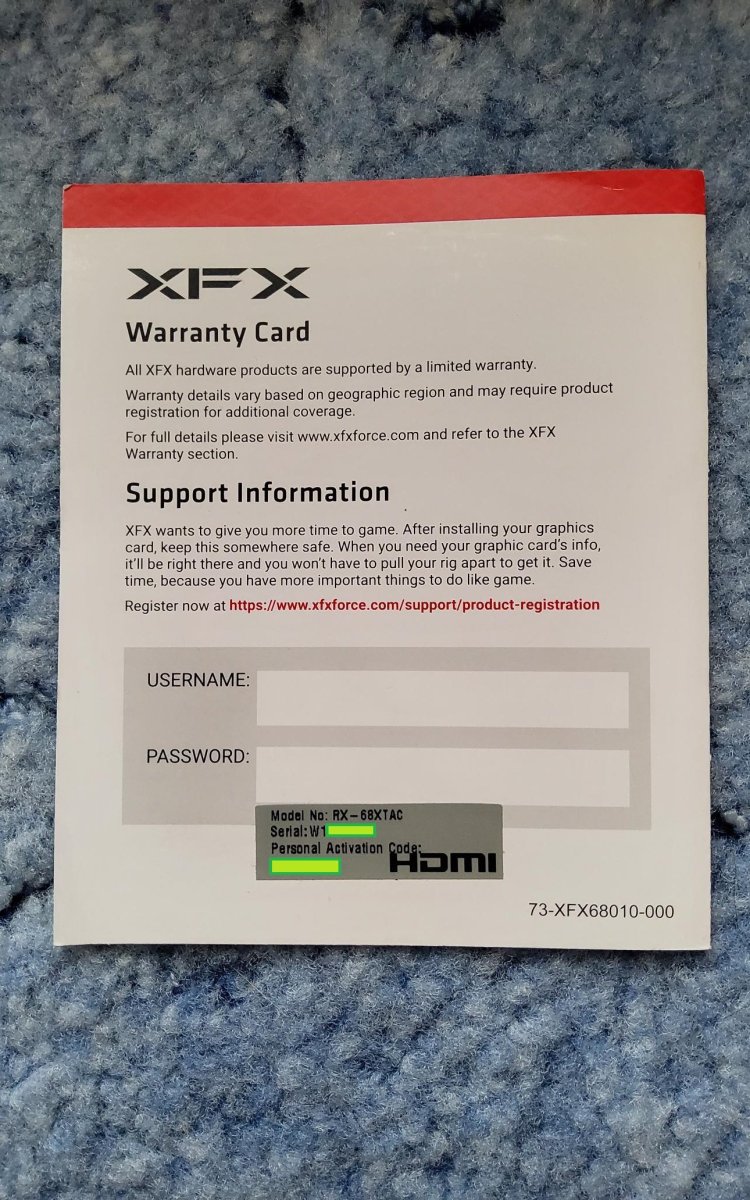 XFX
Warranty Card
All XFX hardware products are supported by a limited warranty.
Warranty details vary based on geographic region and may require product
registration for additional coverage.
For full details please visit www.xfxforce.com and refer to the XFX
Warranty section.
Support Information
XFX wants to give you more time to game. After installing your graphics
card, keep this somewhere safe. When you need your graphic card's info,
it'll be right there and you won't have to pull your rig apart to get it. Save
time, because you have more important things to do like game.
Register now at https://www.xfxforce.com/support/product-registration
USERNAME:
PASSWORD:
Model No: RX-68XTAC
Serial:W1
Personal Activation Code:
HDMI
73-XFX68010-000